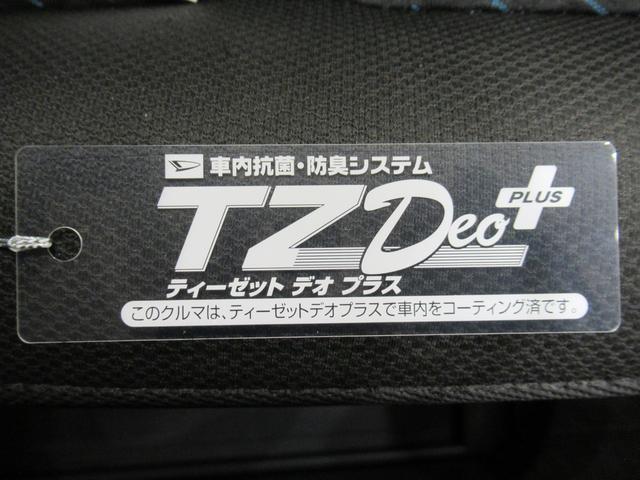 車内抗菌・防臭システム
TZ Deo PLUS
ティーゼット デオ プラス
このクルマは、ティーゼットデオプラスで車内をコーティング済です。